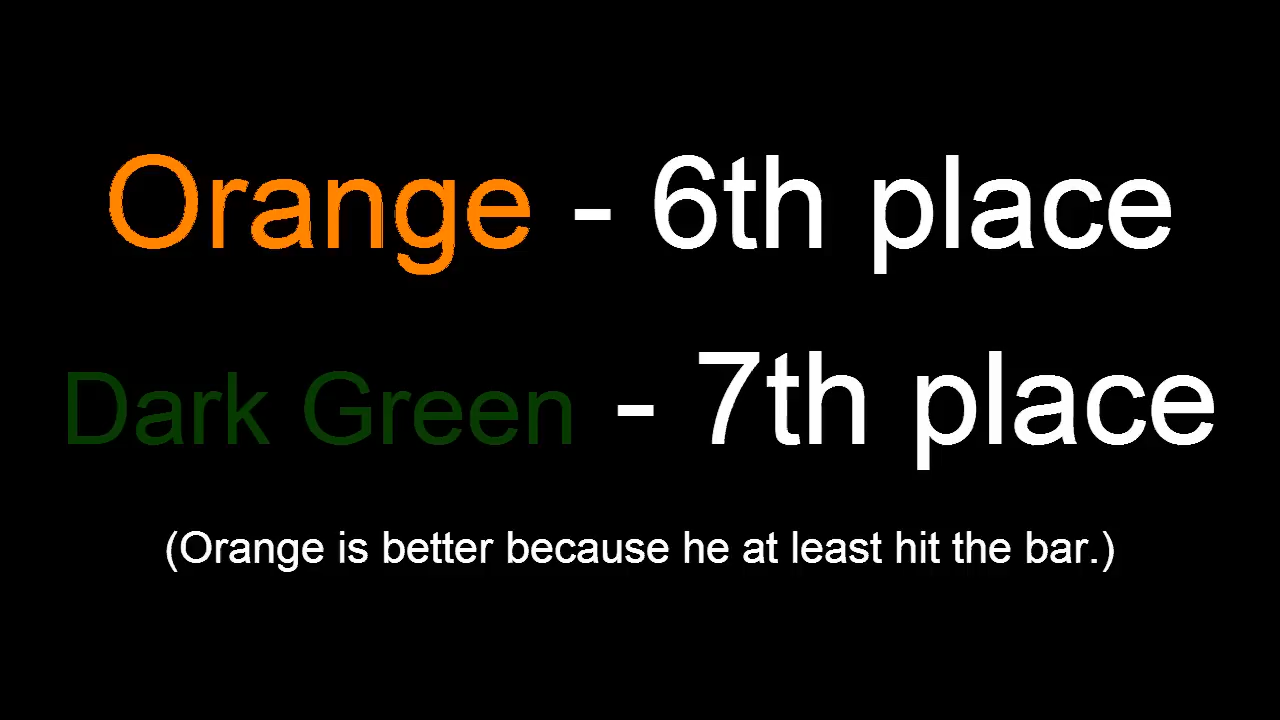 Orange - 6th place
Dark Green - 7th place
(Orange is better because he at least hit the bar.)